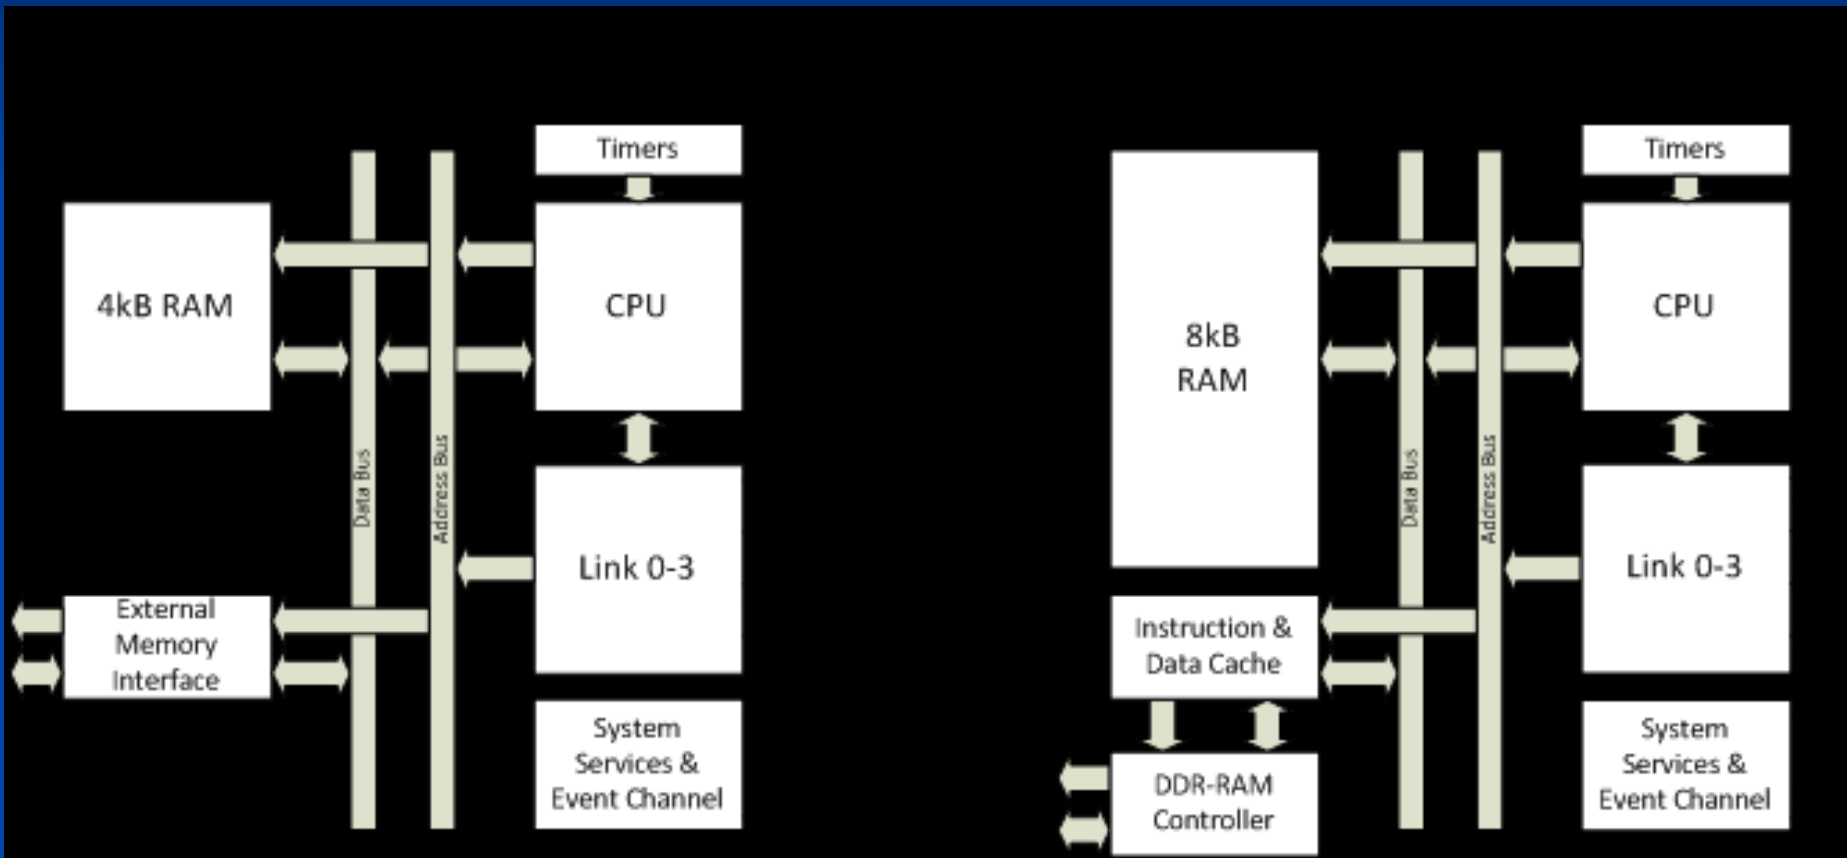 Timers
4kB RAM
CPU
Data Bus
Address Bus
Link 0-3
External
Memory
Interface
System
Services &
Event Channel
Timers
8kB
RAM
CPU
Data Bus
Address Bus
Link 0-3
Instruction &
Data Cache
DDR-RAM
Controller
System
Services &
Event Channel